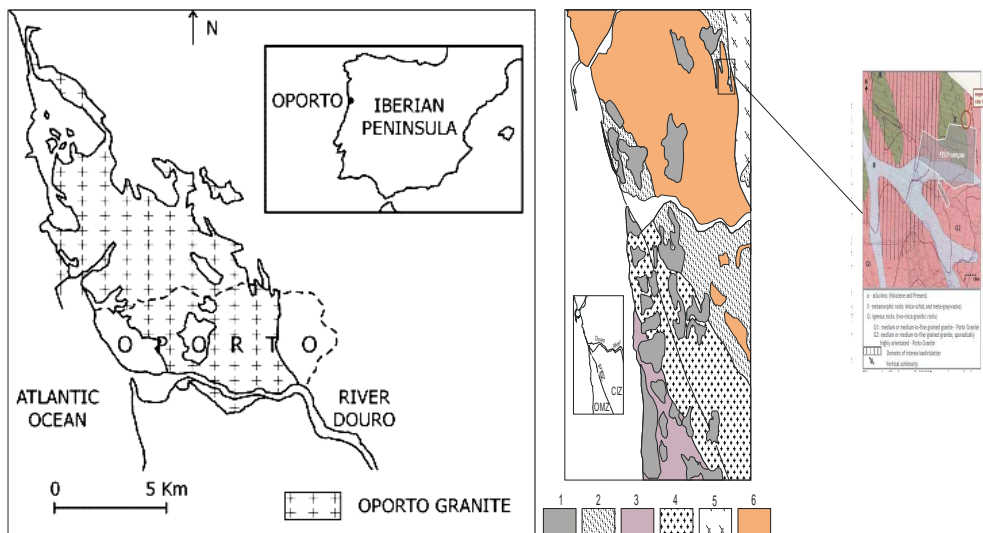 N
OPORTO
IBERIAN
PENINSULA
O P O R T O
ATLANTIC
OCEAN
RIVER
DOURO
0 5 Km
OPORTO GRANITE
CIZ
OMZ
1 2 3 4 5 6
FEUP campus
G2
G1
a - alluvions (Holocene and Present)
X - metamorphic rocks (mica-schist and meta-graywacke)
G- igneous rocks (two-mica granitic rocks)
G1: medium or medium-to-fine grained granite - Porto Granite
G2: medium or medium-to-fine grained granite, sporadically
highly orientated - Porto Granite
Domains of intense kaolinization
Vertical schistosity